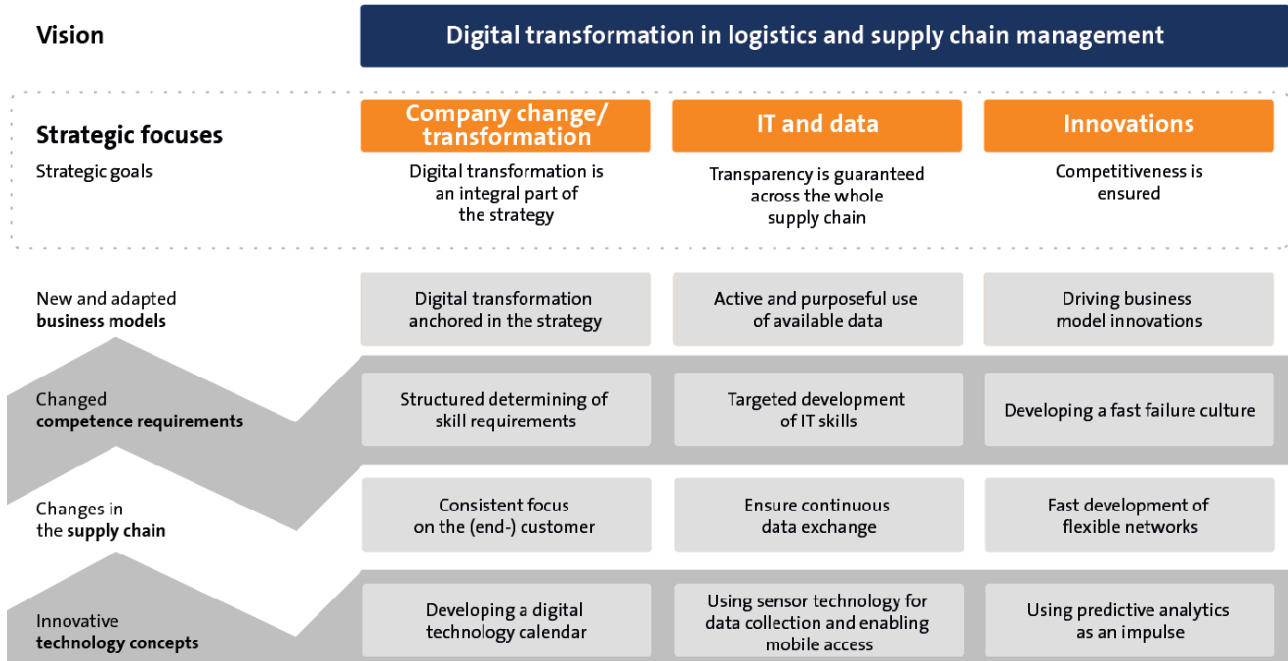 Vision
Digital transformation in logistics and supply chain management
Strategic focuses
Strategic goals
Company change/
transformation
Digital transformation is
an integral part of
the strategy
IT and data
Transparency is guaranteed
across the whole
supply chain
Innovations
Competitiveness is
ensured
New and adapted
business models
Digital transformation
anchored in the strategy
Active and purposeful use
of available data
Driving business
model innovations
Changed
competence requirements
Structured determining of
skill requirements
Targeted development
of IT skills
Developing a fast failure culture
Changes in
the supply chain
Consistent focus
on the (end-) customer
Ensure continuous
data exchange
Fast development of
flexible networks
Innovative
technology concepts
Developing a digital
technology calendar
Using sensor technology for
data collection and enabling
mobile access
Using predictive analytics
as an impulse